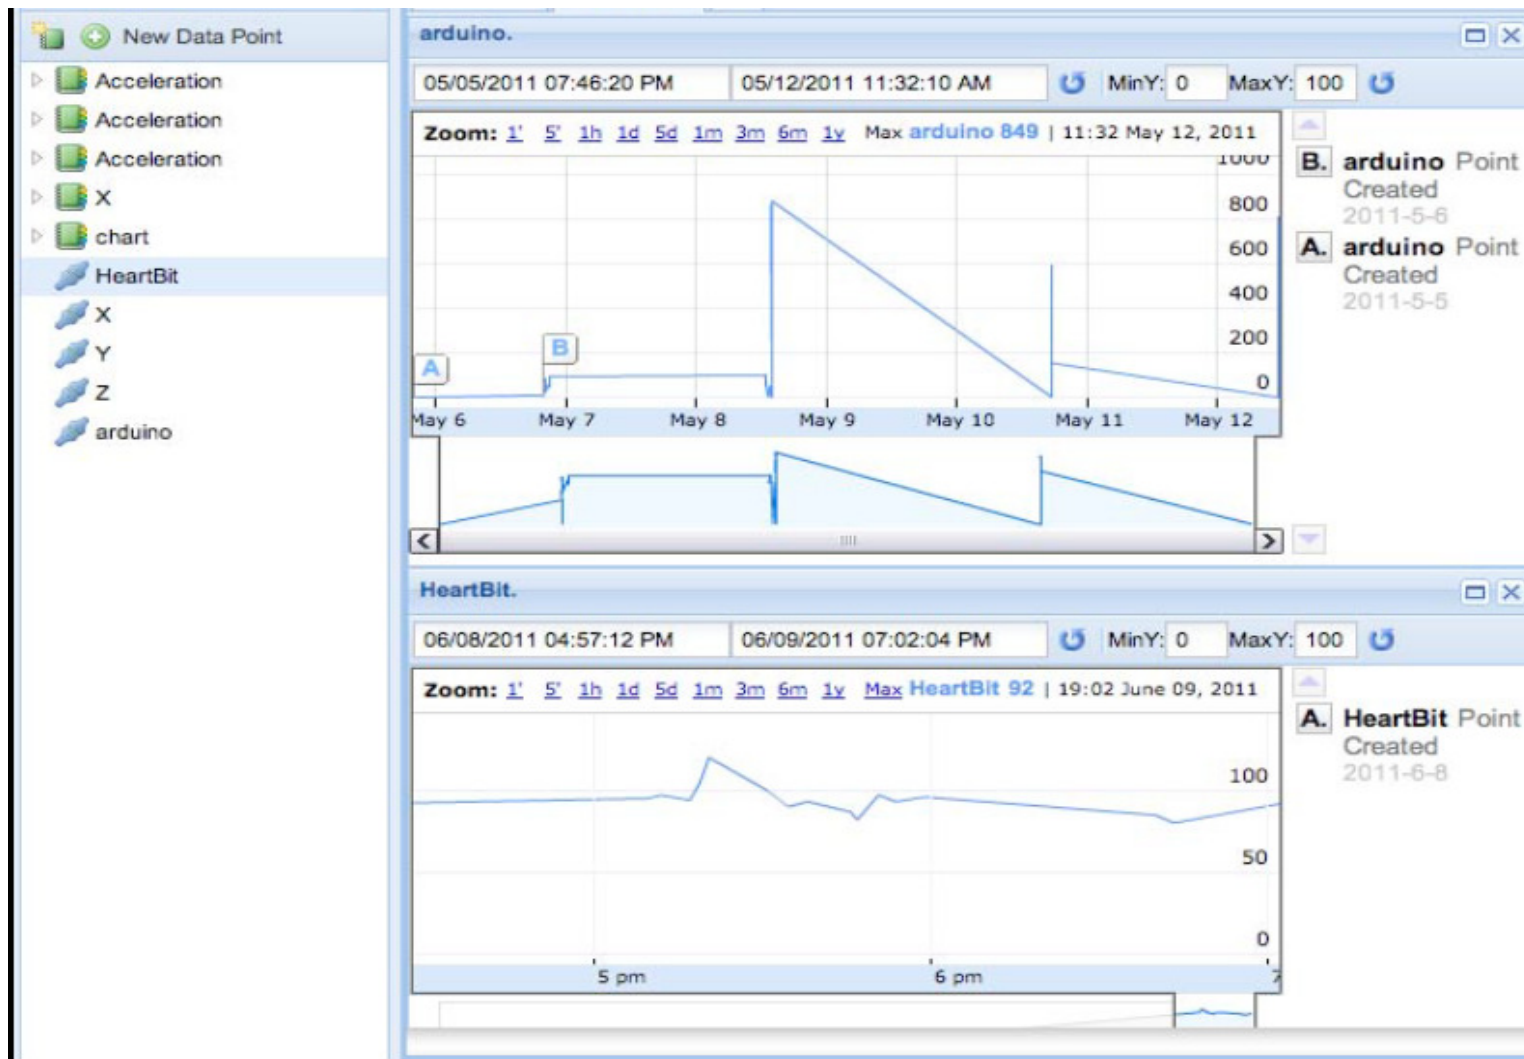 New Data Point
Acceleration
Acceleration
Acceleration
X
chart
HeartBit
X
Y
Z
arduino
arduino.
05/05/2011 07:46:20 PM 05/12/2011 11:32:10 AM MinY: 0 MaxY: 100
Zoom: 1' 5' 1h 1d 5d 1m 3m 6m 1y Max arduino 849 | 11:32 May 12, 2011
1000
800
600
400
200
0
A
B
May 6 May 7 May 8 May 9 May 10 May 11 May 12
B. arduino Point
Created
2011-5-6
A. arduino Point
Created
2011-5-5
HeartBit.
06/08/2011 04:57:12 PM 06/09/2011 07:02:04 PM MinY: 0 MaxY: 100
Zoom: 1' 5' 1h 1d 5d 1m 3m 6m 1y Max HeartBit 92 | 19:02 June 09, 2011
100
50
0
5 pm 6 pm 7
A. HeartBit Point
Created
2011-6-8